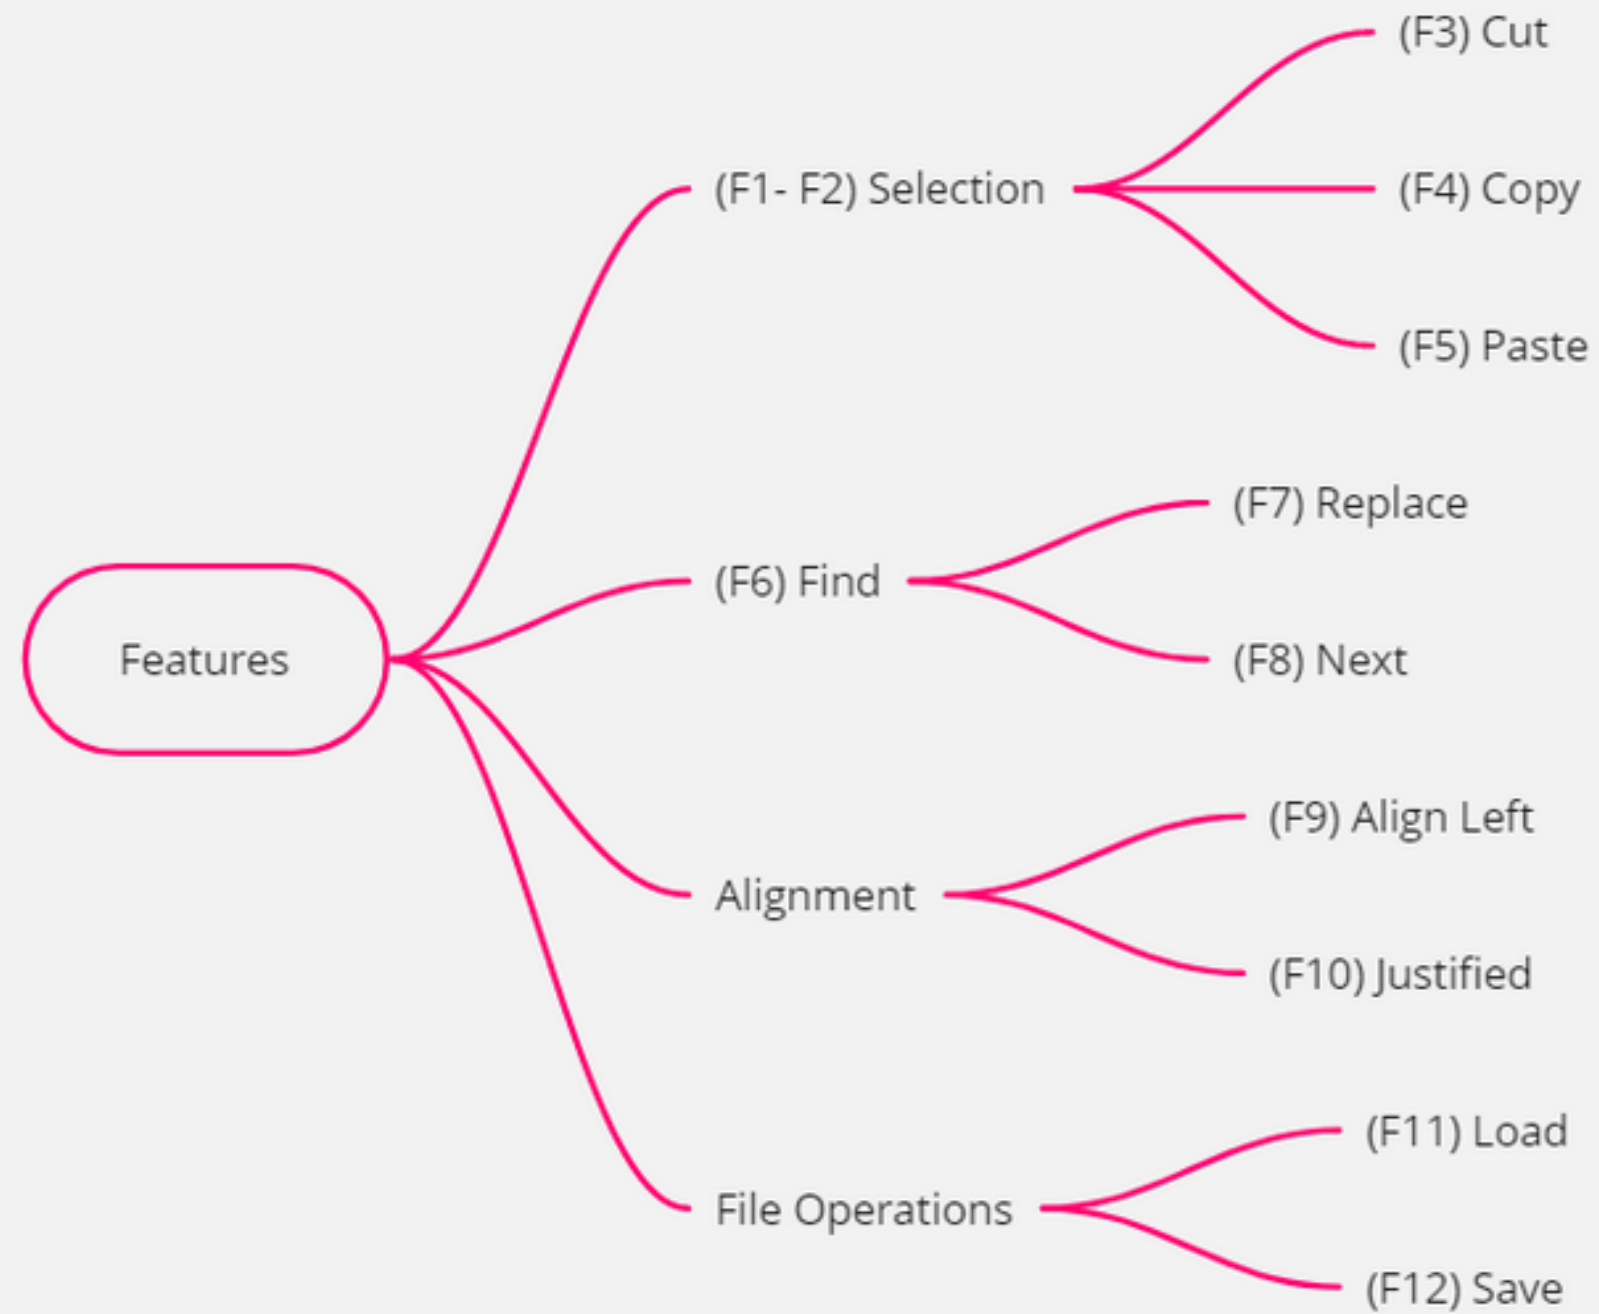 Features
(F1- F2) Selection
(F3) Cut
(F4) Copy
(F5) Paste
(F6) Find
(F7) Replace
(F8) Next
Alignment
(F9) Align Left
(F10) Justified
File Operations
(F11) Load
(F12) Save